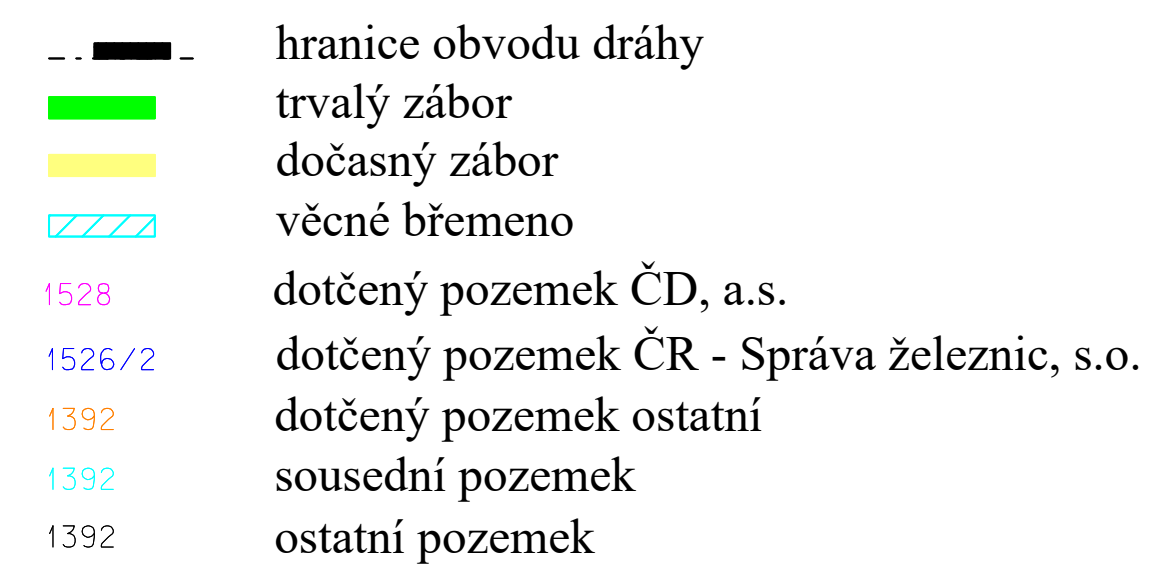 hranice obvodu dráhy
trvalý zábor
dočasný zábor
věcné břemeno
1528 dotčený pozemek ČD, a.s.
1526/2 dotčený pozemek ČR - Správa železnic, s.o.
1392 dotčený pozemek ostatní
1392 sousední pozemek
1392 ostatní pozemek